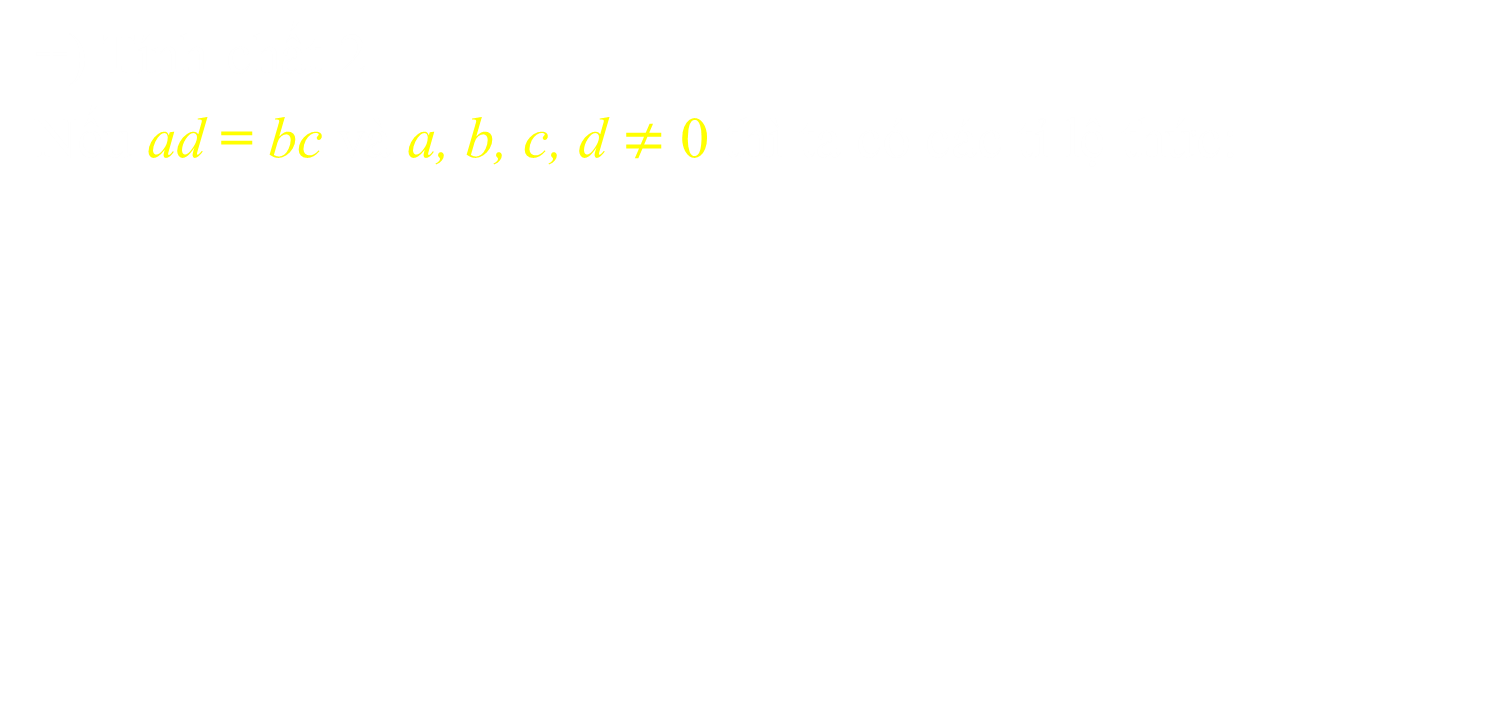 ad = bc a, b, c, d ≠ 0